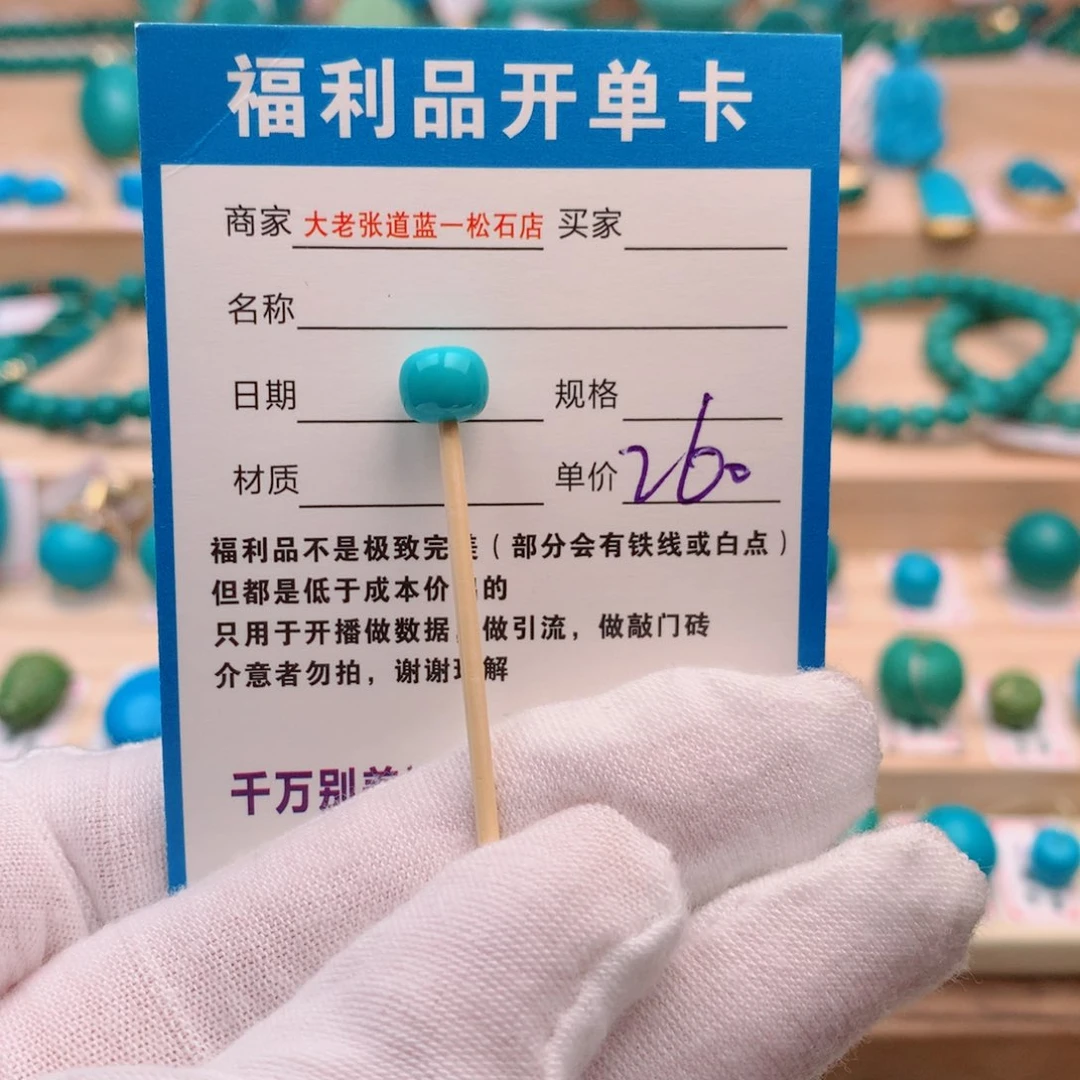 福利品开单卡
商家 大老张道蓝一松石店 买家
名称
日期 规格
材质 单价 260
福利品不是极致完美（部分会有铁线或白点）
但都是低于成本价 的
只用于开播做数据，做引流，做敲门砖
介意者勿拍，谢谢理解
千万别